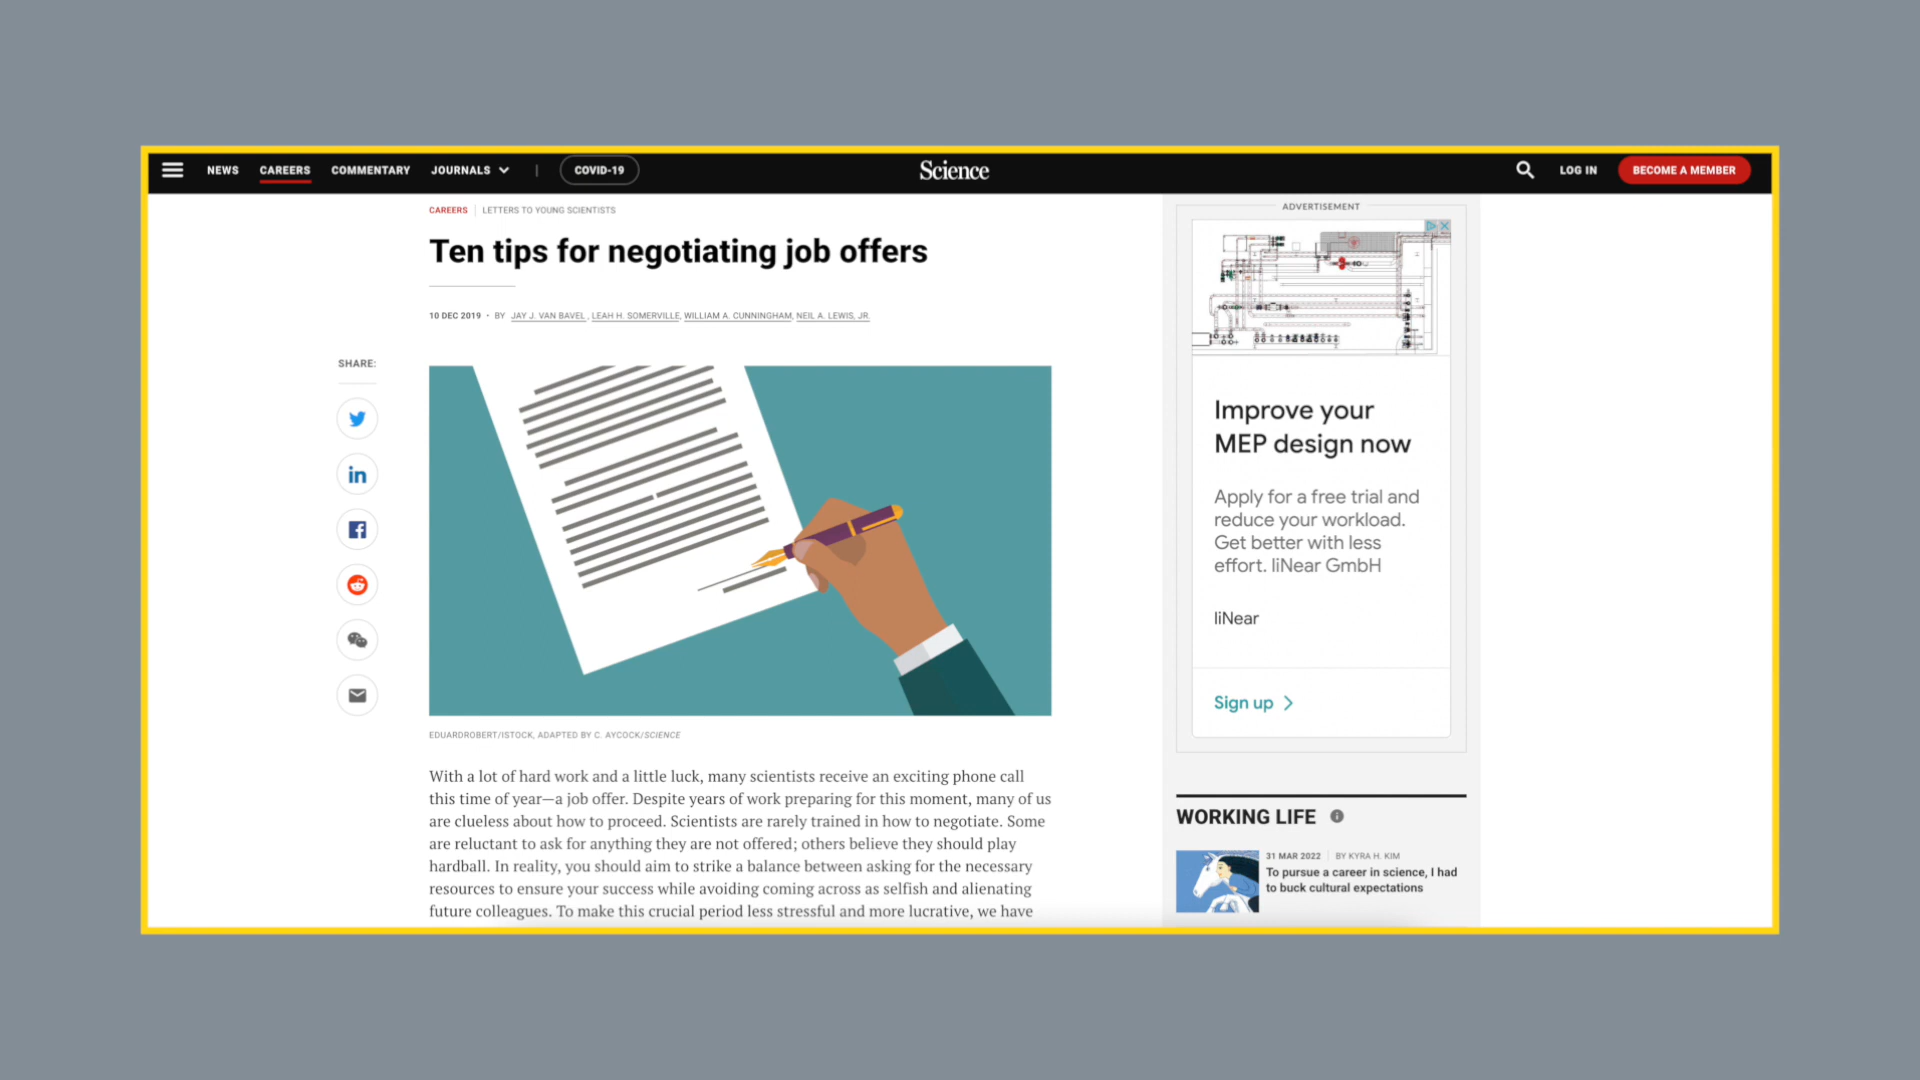 NEWS CAREERS COMMENTARY JOURNALS | COVID-19 Science LOG IN BECOME A MEMBER
CAREERS LETTERS TO YOUNG SCIENTISTS
Ten tips for negotiating job offers
10 DEC 2019 • BY JAY J. VAN BAVEL , LEAH H. SOMERVILLE, WILLIAM A. CUNNINGHAM, NEIL A. LEWIS, JR.
SHARE:
EDUARDROBERT/ISTOCK, ADAPTED BY C. AYCOCK/SCIENCE
With a lot of hard work and a little luck, many scientists receive an exciting phone call
this time of year—a job offer. Despite years of work preparing for this moment, many of us
are clueless about how to proceed. Scientists are rarely trained in how to negotiate. Some
are reluctant to ask for anything they are not offered; others believe they should play
hardball. In reality, you should aim to strike a balance between asking for the necessary
resources to ensure your success while avoiding coming across as selfish and alienating
future colleagues. To make this crucial period less stressful and more lucrative, we have
ADVERTISEMENT
Improve your
MEP design now
Apply for a free trial and
reduce your workload.
Get better with less
effort. liNear GmbH
liNear
Sign up
WORKING LIFE
31 MAR 2022 BY KYRA H. KIM
To pursue a career in science, I had
to buck cultural expectations